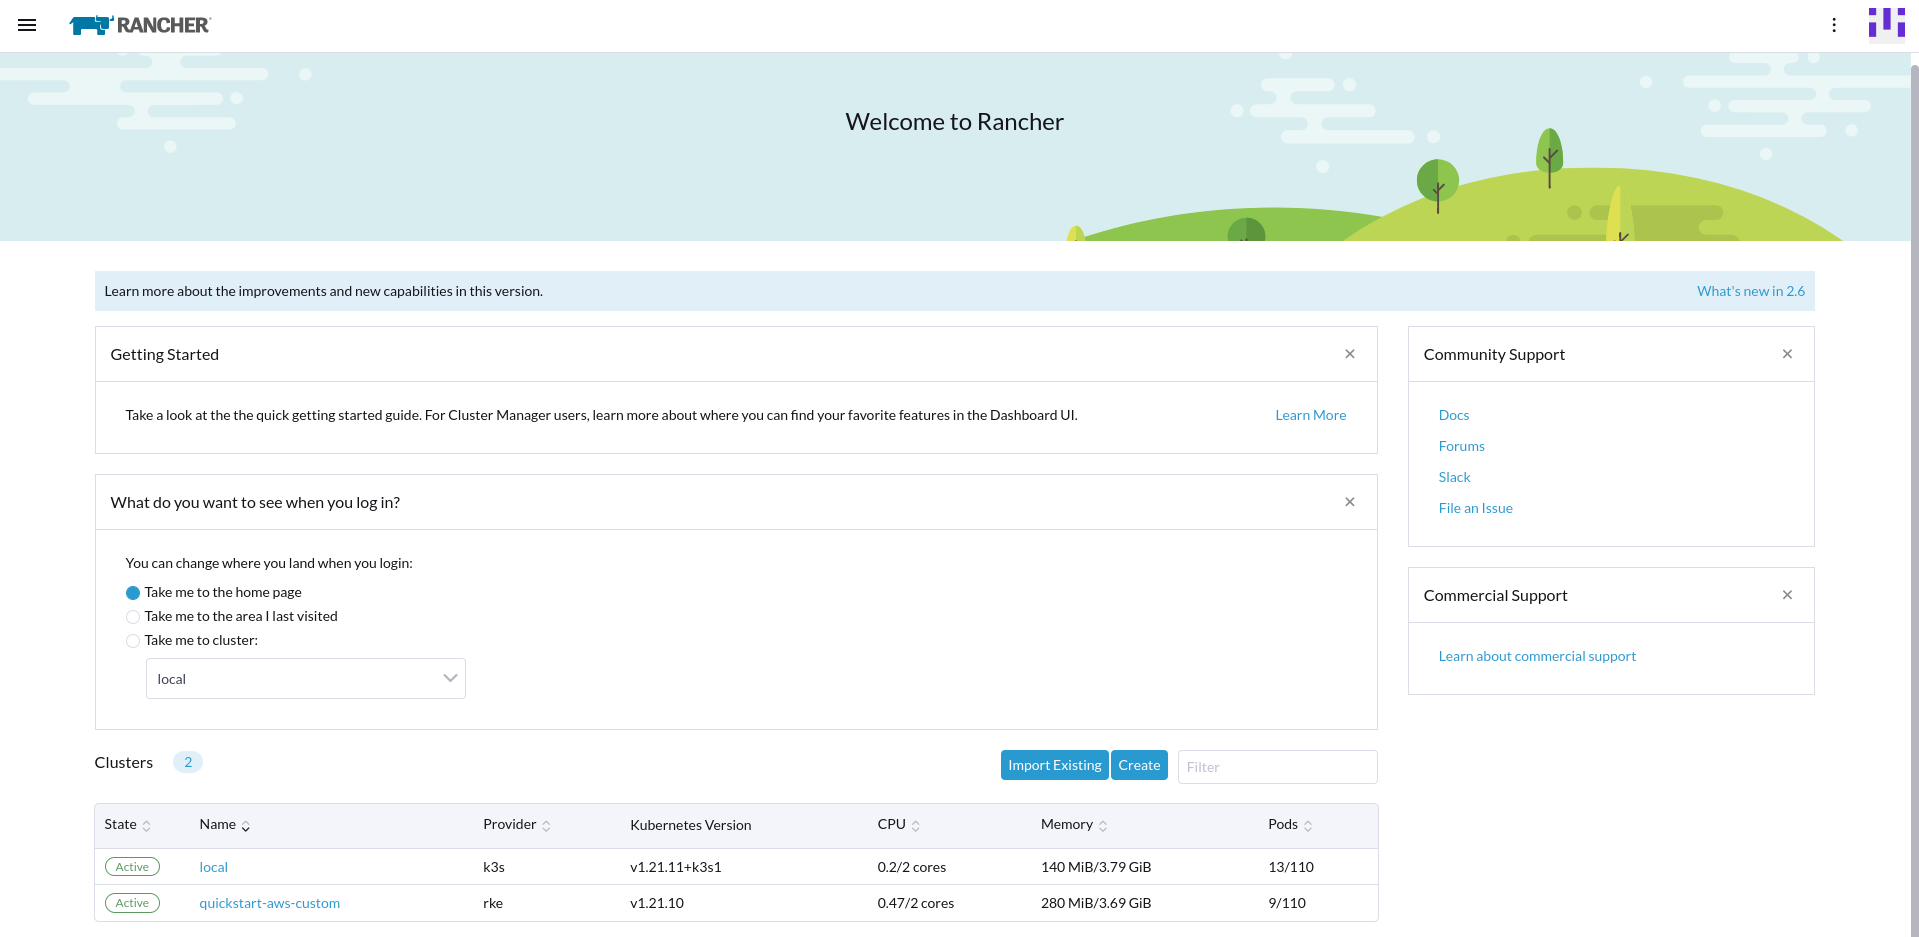 RANCHER
Welcome to Rancher
Learn more about the improvements and new capabilities in this version.
What's new in 2.6
Getting Started
Take a look at the the quick getting started guide. For Cluster Manager users, learn more about where you can find your favorite features in the Dashboard UI.
Learn More
What do you want to see when you log in?
You can change where you land when you login:
Take me to the home page
Take me to the area I last visited
Take me to cluster:
local
Community Support
Docs
Forums
Slack
File an Issue
Commercial Support
Learn about commercial support
Clusters 2
Import Existing Create Filter
State Name Provider Kubernetes Version CPU Memory Pods
Active local k3s v1.21.11+k3s1 0.2/2 cores 140 MiB/3.79 GiB 13/110
Active quickstart-aws-custom rke v1.21.10 0.47/2 cores 280 MiB/3.69 GiB 9/110